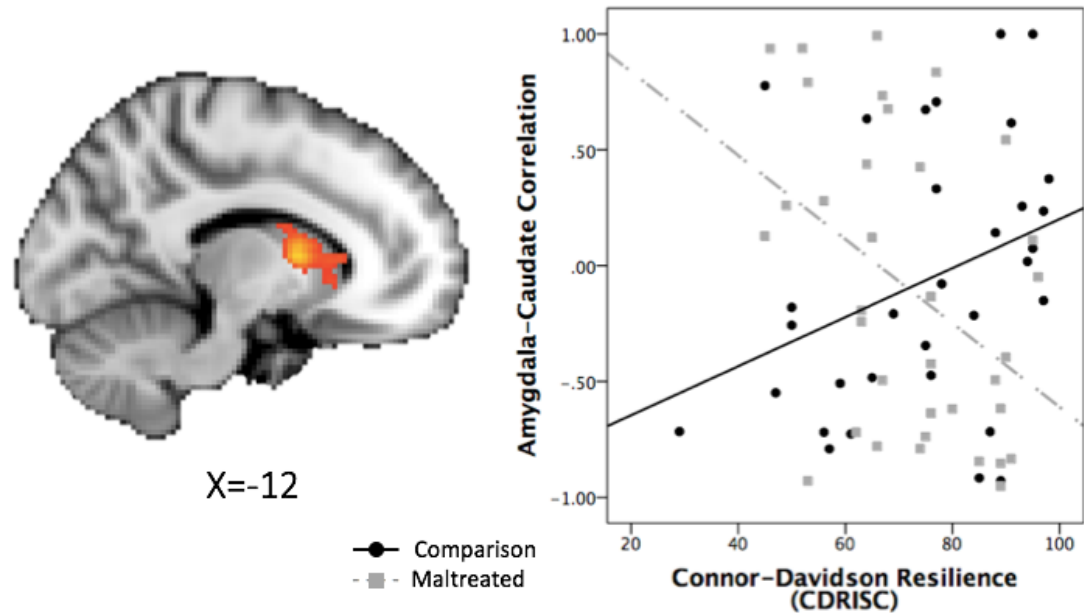 X=-12
Comparison
Maltreated
Amygdala-Caudate Correlation
1.00
.50
.00
-.50
-1.00
20
40
60
80
100
Connor-Davidson Resilience
(CDRISC)